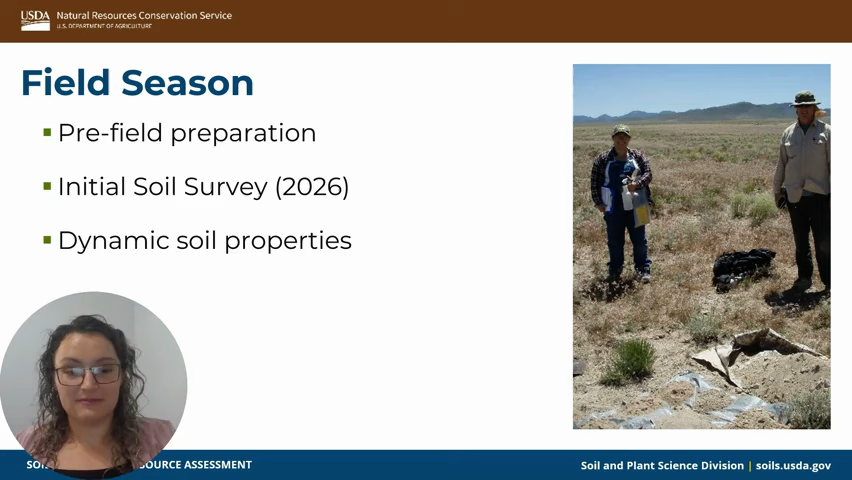 USDA
Natural Resources Conservation Service
U.S. DEPARTMENT OF AGRICULTURE
Field Season
Pre-field preparation
Initial Soil Survey (2026)
Dynamic soil properties
SOURCE ASSESSMENT
Soil and Plant Science Division | soils.usda.gov